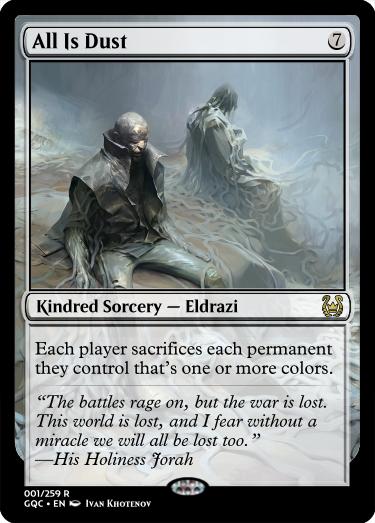 All Is Dust 7
Kindred Sorcery — Eldrazi
Each player sacrifices each permanent
they control that's one or more colors.
“The battles rage on, but the war is lost.
This world is lost, and I fear without a
miracle we will all be lost too.”
—His Holiness Jorah
001/259 R
GQC • EN Ivan Khotenov